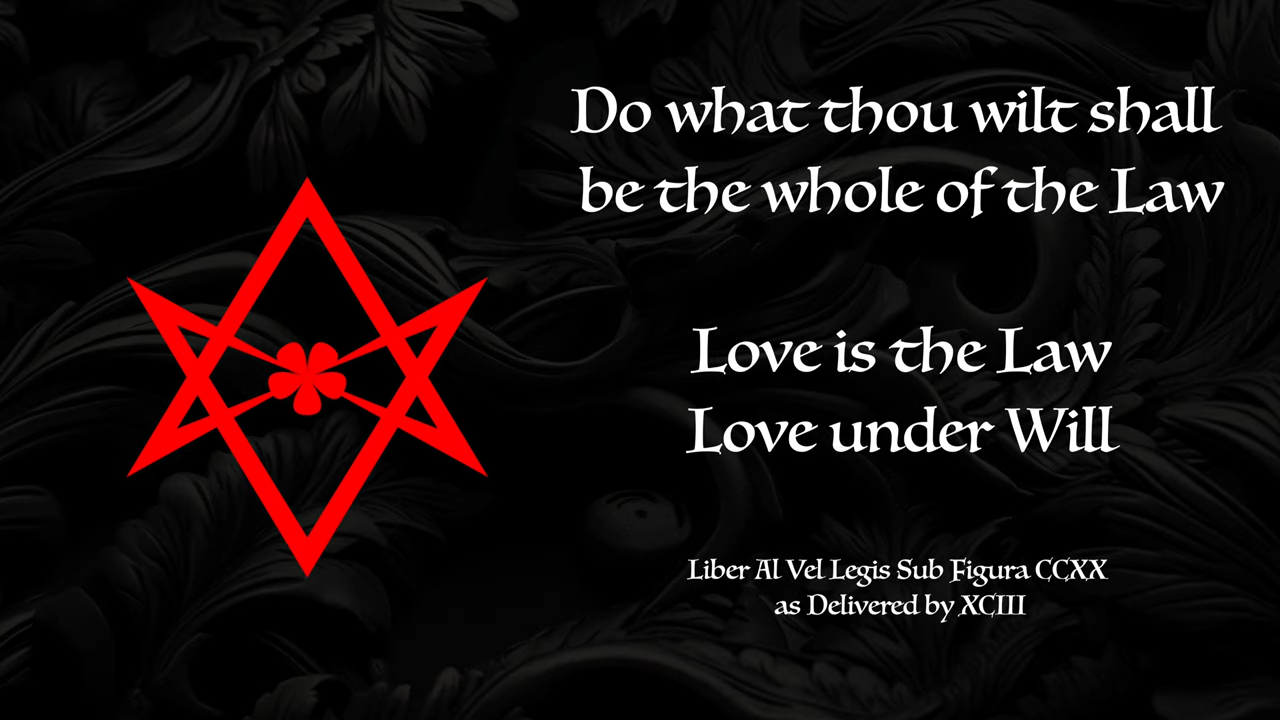 Do what thou wilt shall
be the whole of the Law
Love is the Law
Love under Will
Liber Al Vel Legis Sub Figura CCXX
as Delivered by XCIII